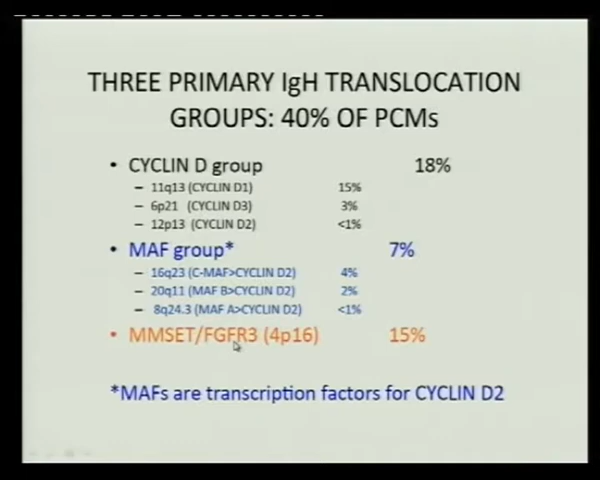 THREE PRIMARY IgH TRANSLOCATION
GROUPS: 40% OF PCMs
• CYCLIN D group 18%
– 11q13 (CYCLIN D1) 15%
– 6p21 (CYCLIN D3) 3%
– 12p13 (CYCLIN D2) <1%
• MAF group* 7%
– 16q23 (C-MAF>CYCLIN D2) 4%
– 20q11 (MAF B>CYCLIN D2) 2%
– 8q24.3 (MAF A>CYCLIN D2) <1%
• MMSET/FGFR3 (4p16) 15%
*MAFs are transcription factors for CYCLIN D2